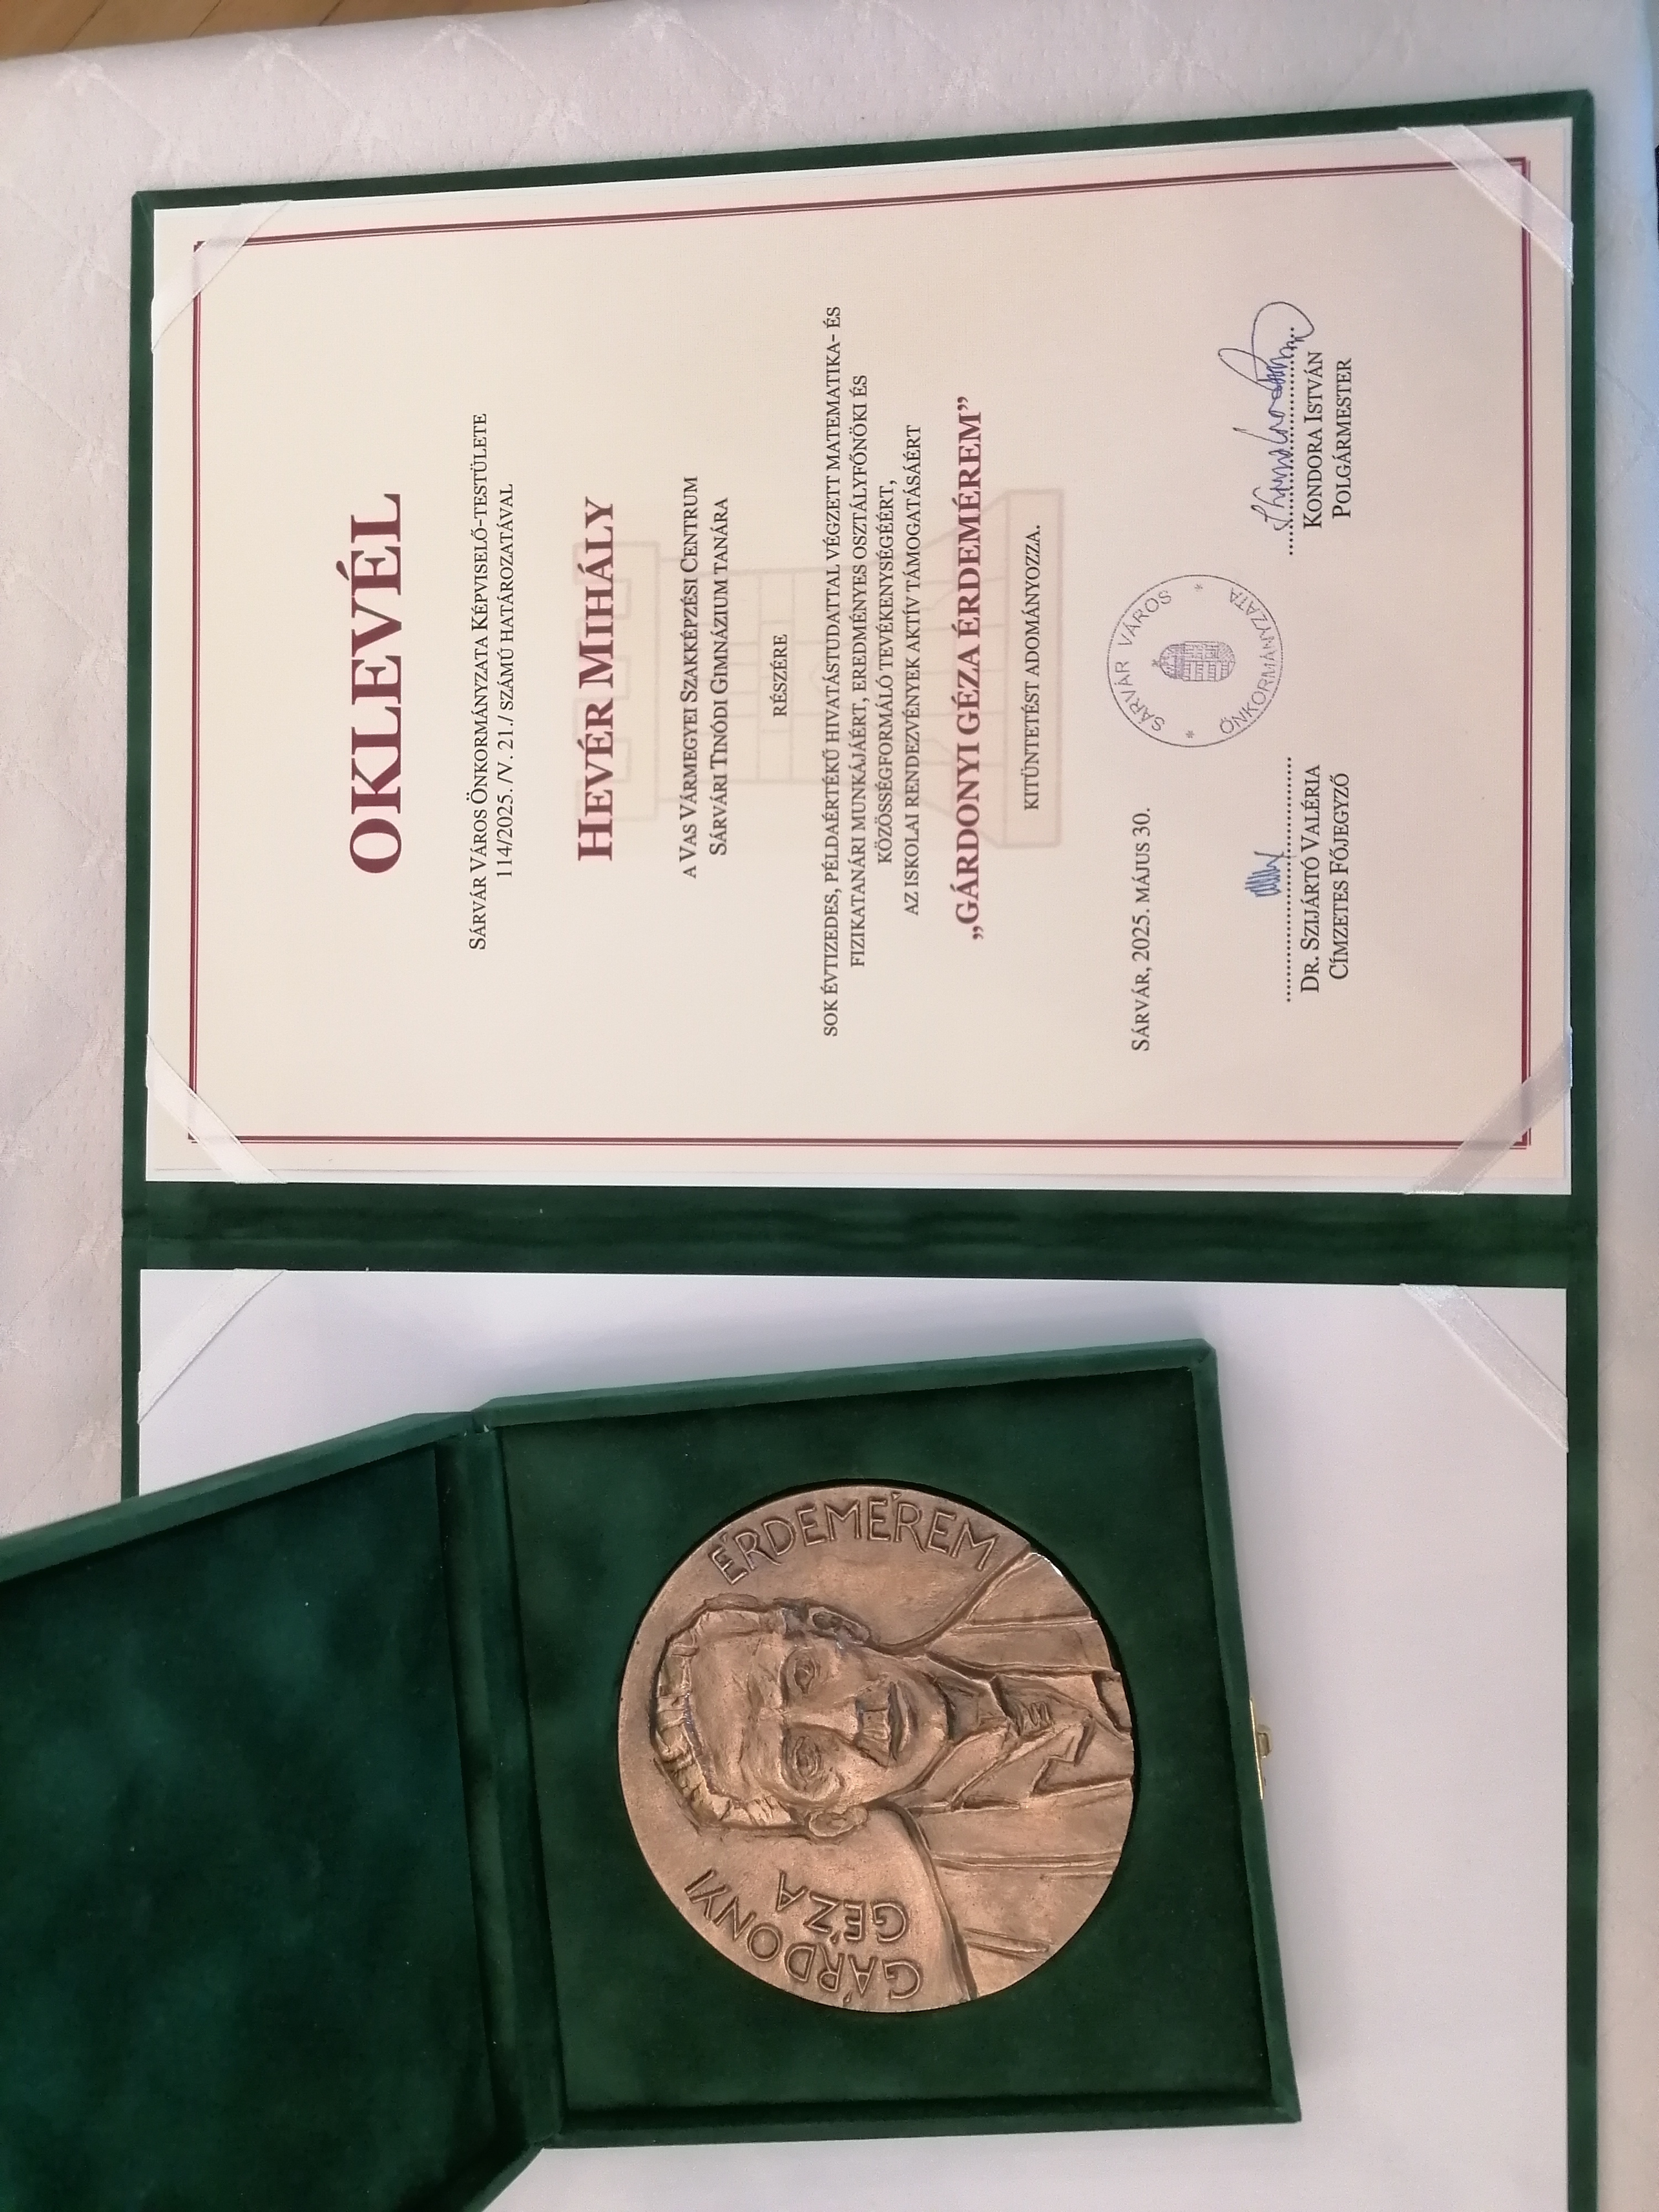 OKLEVÉL
SÁRVÁR VÁROS ÖNKORMÁNYZATA KÉPVISELŐ-TESTÜLETE
114/2025. /V. 21./ SZÁMÚ HATÁROZATÁVAL
HEVÉR MIHÁLY
A VAS VÁRMEGYEI SZAKKÉPZÉSI CENTRUM
SÁRVÁRI TINÓDI GIMNÁZIUM TANÁRA
RÉSZÉRE
SOK ÉVTIZEDES, PÉLDAÉRTÉKŰ HIVATÁSTUDATTAL VÉGZETT MATEMATIKA- ÉS
FIZIKATANÁRI MUNKÁJÁÉRT, EREDMÉNYES OSZTÁLYFŐNÖKI ÉS
KÖZÖSSÉGFORMÁLÓ TEVÉKENYSÉGÉÉRT,
AZ ISKOLAI RENDEZVÉNYEK AKTÍV TÁMOGATÁSÁÉRT
„GÁRDONYI GÉZA ÉRDEMÉREM”
KITÜNTETÉST ADOMÁNYOZZA.
SÁRVÁR, 2025. MÁJUS 30.
SÁRVÁR VÁROS * ÖNKORMÁNYZATA *
DR. SZIJÁRTÓ VALÉRIA
CÍMZETES FŐJEGYZŐ
KONDORA ISTVÁN
POLGÁRMESTER
GÁRDONYI
GÉZA
ÉRDEMÉREM